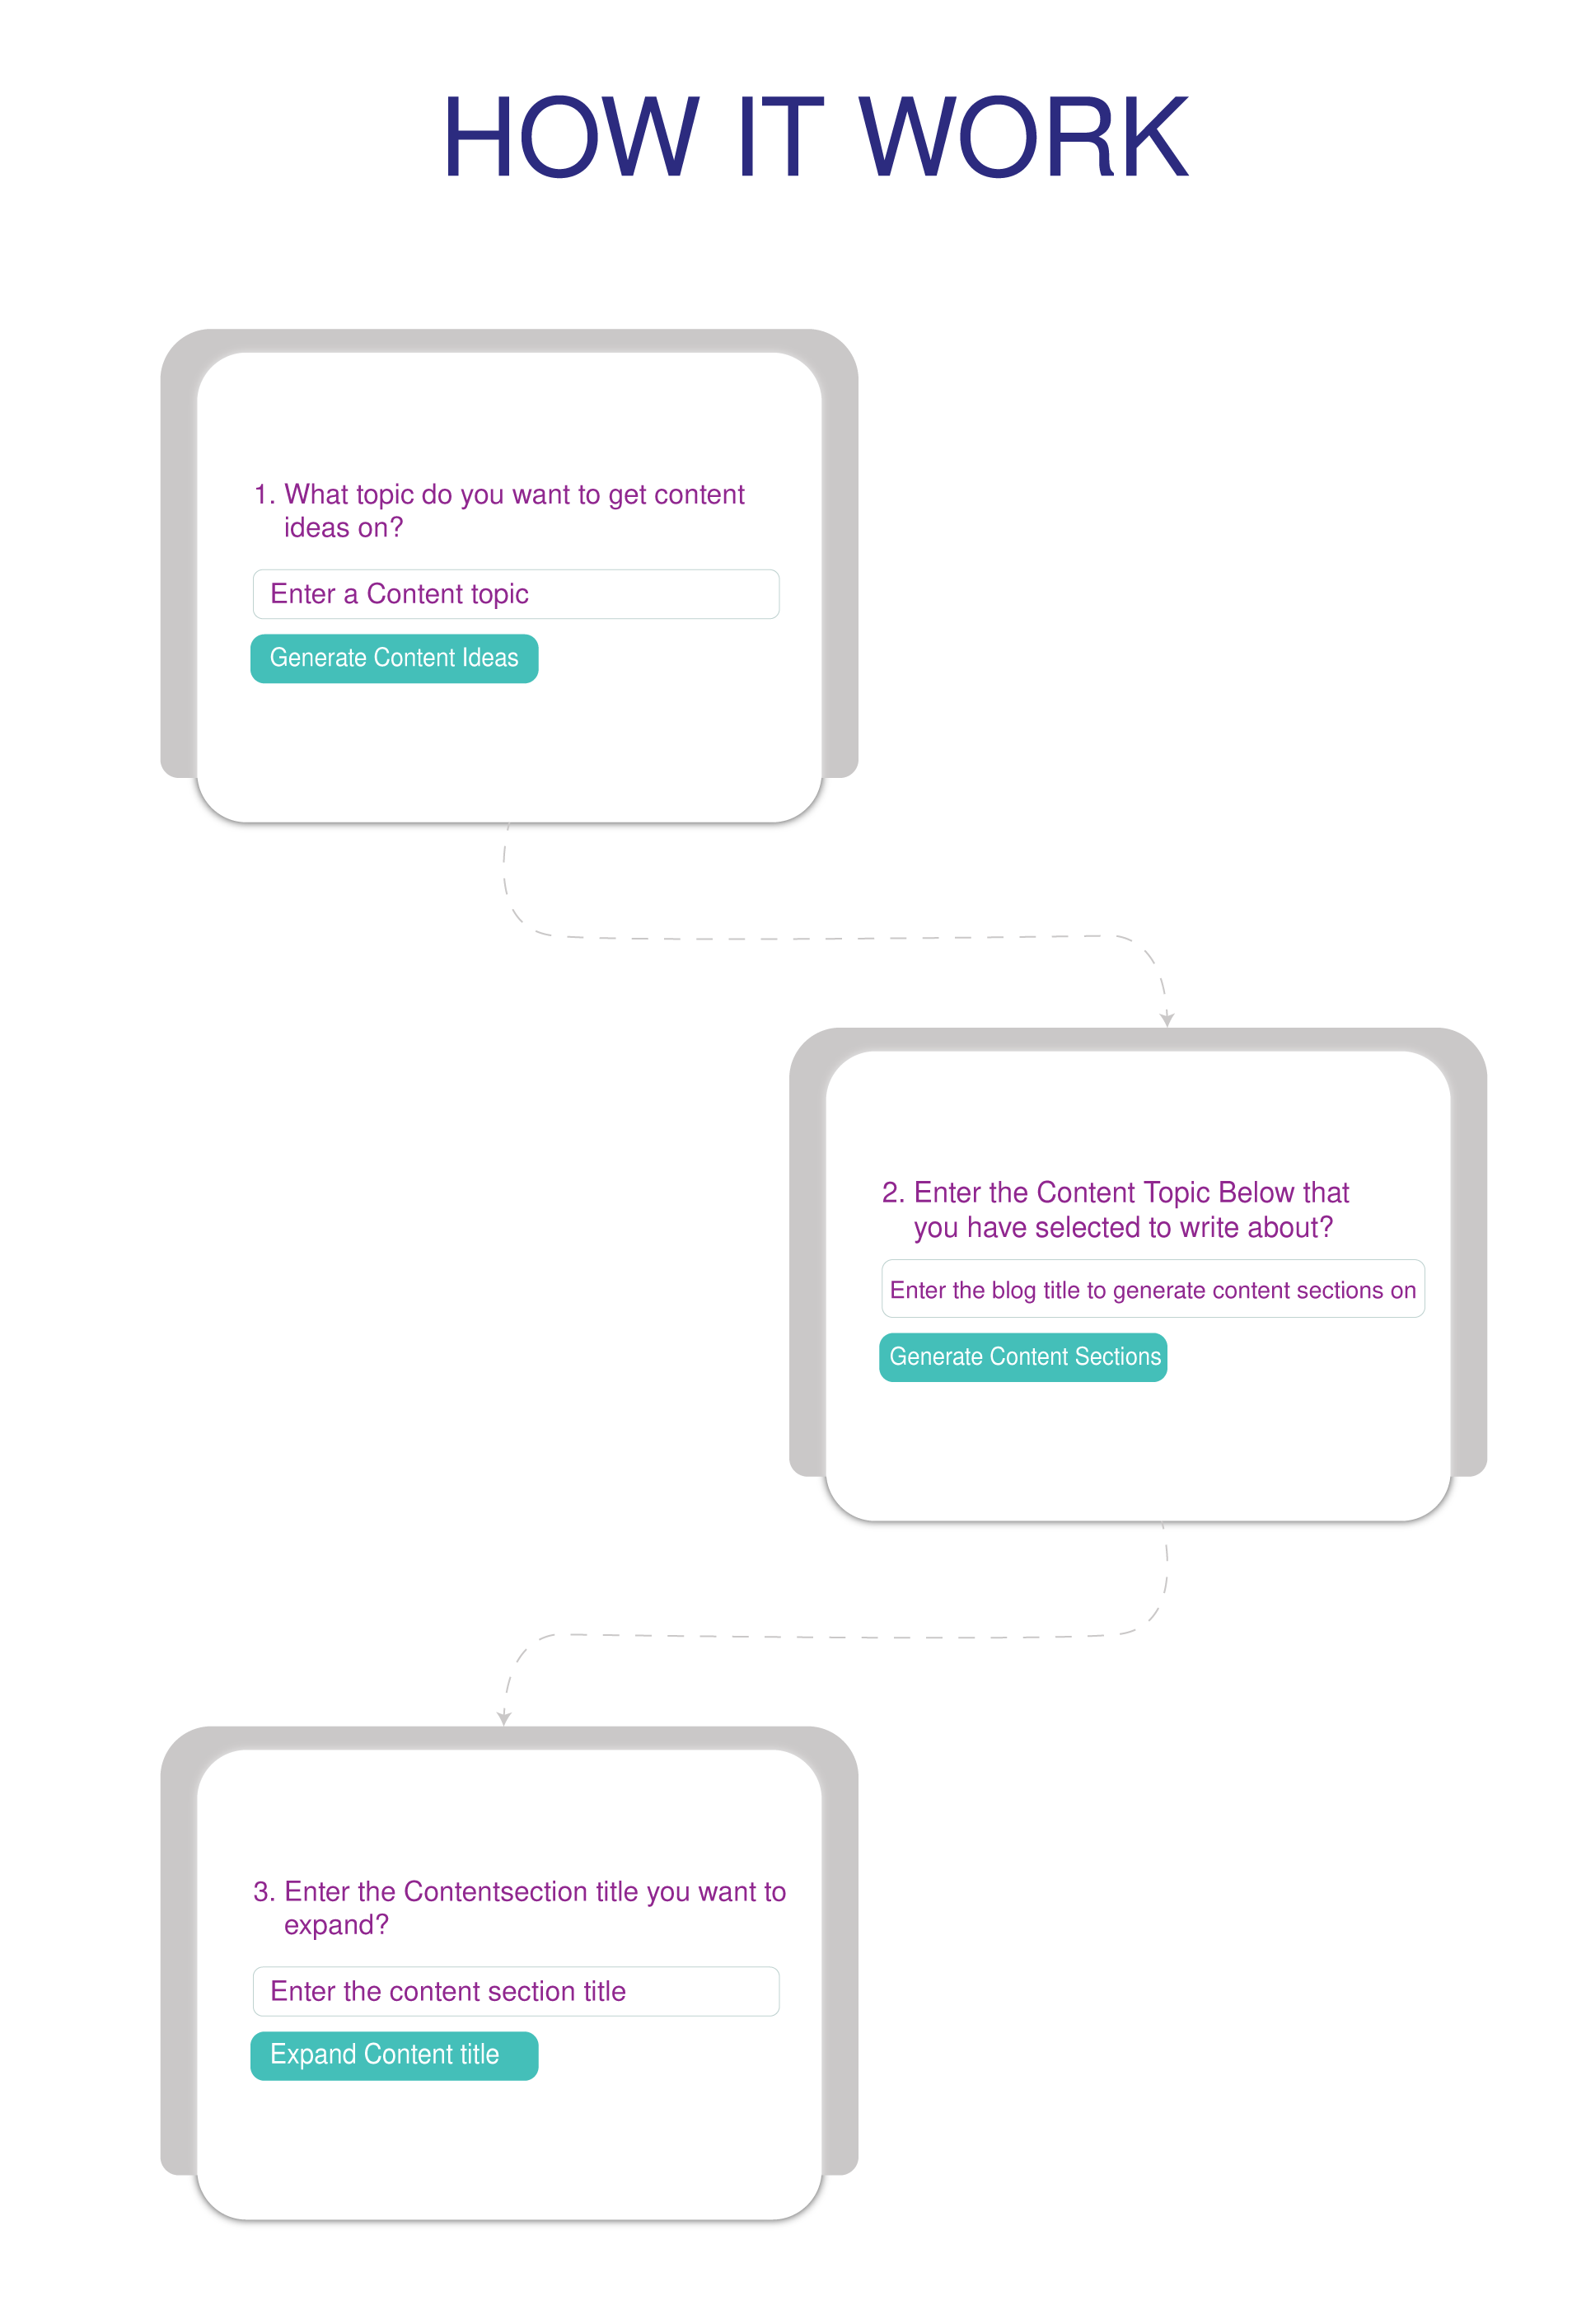 HOW IT WORK
1. What topic do you want to get content
ideas on?
Enter a Content topic
Generate Content Ideas
2. Enter the Content Topic Below that
you have selected to write about?
Enter the blog title to generate content sections on
Generate Content Sections
3. Enter the Contentsection title you want to
expand?
Enter the content section title
Expand Content title